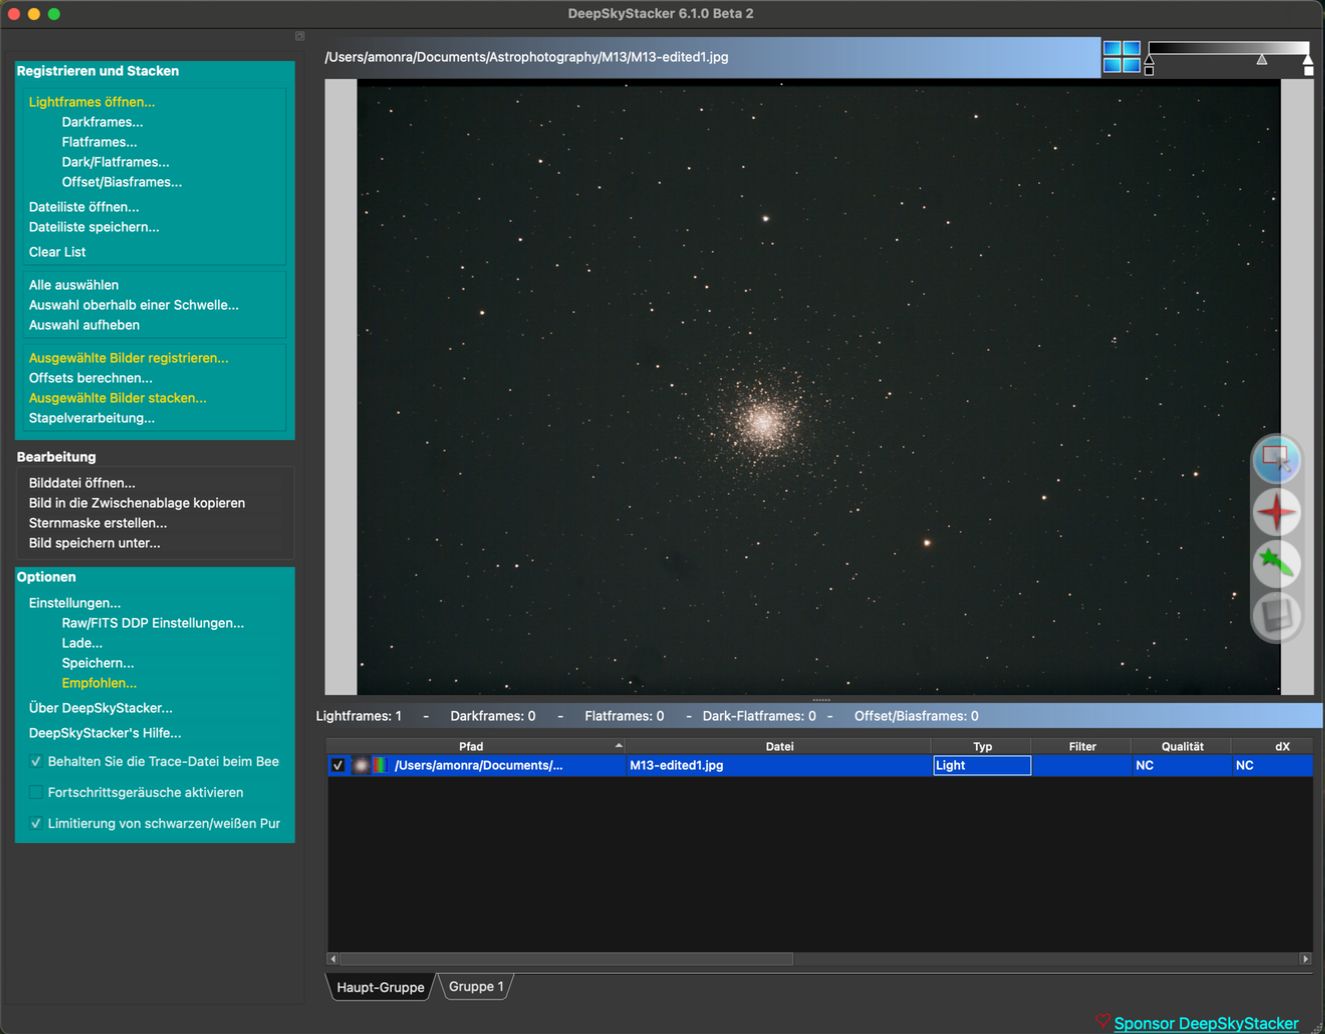 DeepSkyStacker 6.1.0 Beta 2
Registrieren und Stacken
Lightframes öffnen...
Darkframes...
Flatframes...
Dark/Flatframes...
Offset/Biasframes...
Dateiliste öffnen...
Dateiliste speichern...
Clear List
Alle auswählen
Auswahl oberhalb einer Schwelle...
Auswahl aufheben
Ausgewählte Bilder registrieren...
Offsets berechnen...
Ausgewählte Bilder stacken...
Stapelverarbeitung...
Bearbeitung
Bilddatei öffnen...
Bild in die Zwischenablage kopieren
Sternmaske erstellen...
Bild speichern unter...
Optionen
Einstellungen...
Raw/FITS DDP Einstellungen...
Lade...
Speichern...
Empfohlen...
Über DeepSkyStacker...
DeepSkyStacker's Hilfe...
Behalten Sie die Trace-Datei beim Bee
Fortschrittsgeräusche aktivieren
Limitierung von schwarzen/weißen Pur
/Users/amonra/Documents/Astrophotography/M13/M13-edited1.jpg
Lightframes: 1 - Darkframes: 0 - Flatframes: 0 - Dark-Flatframes: 0 - Offset/Biasframes: 0
Pfad Datei Typ Filter Qualität dX
/Users/amonra/Documents/... M13-edited1.jpg Light NC NC
Haupt-Gruppe Gruppe 1
Sponsor DeepSkyStacker